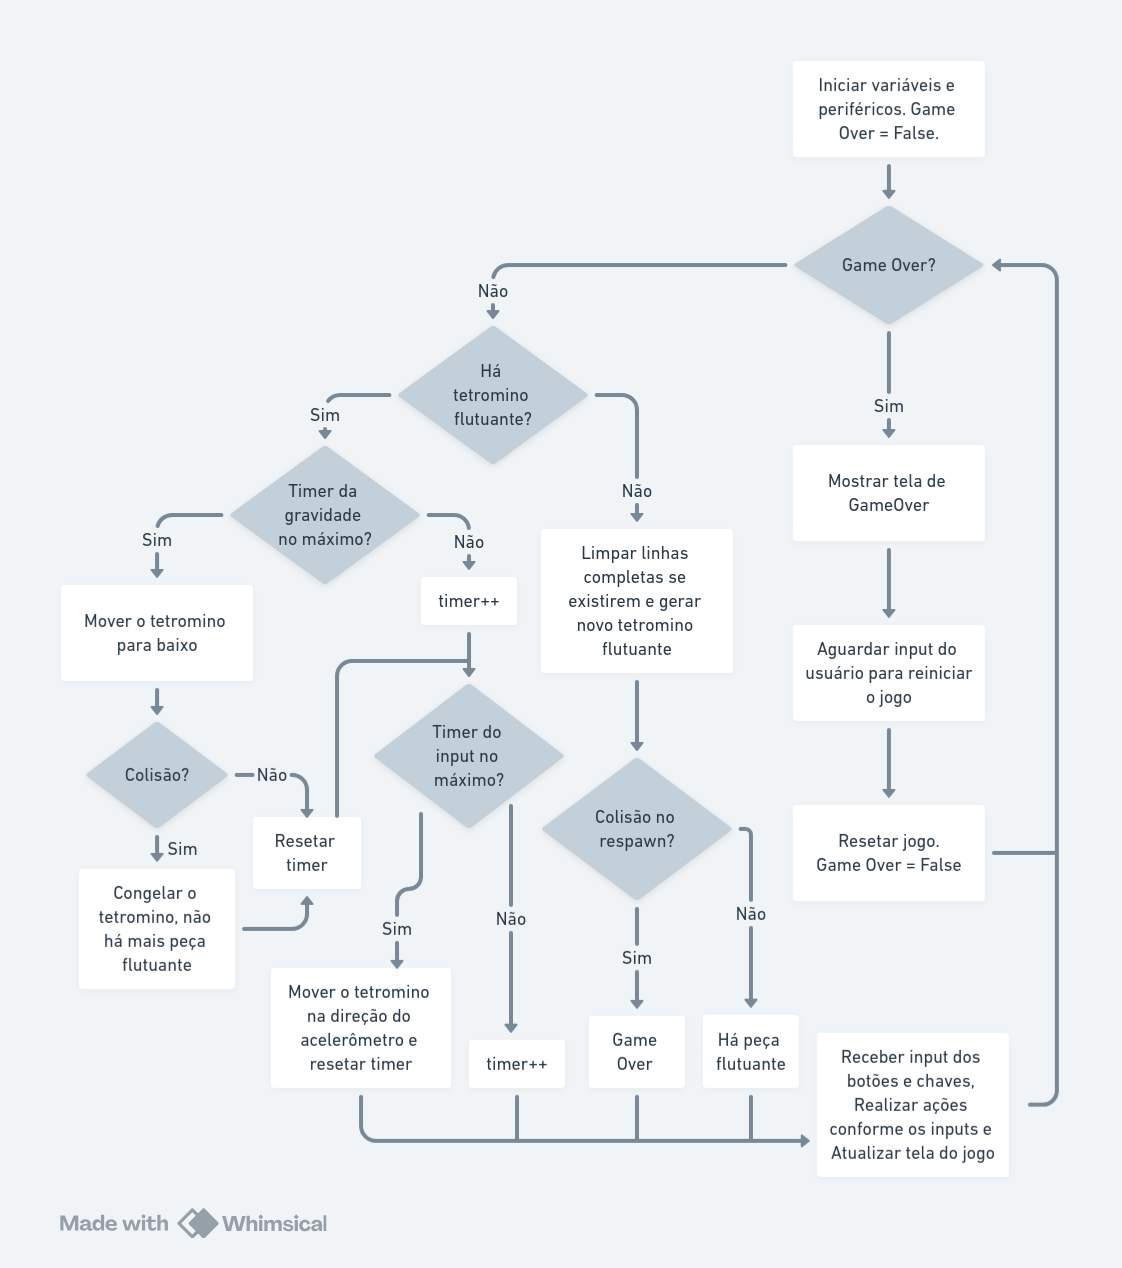 Iniciar variáveis e
periféricos. Game
Over = False.
Game Over?
Não
Há
tetromino
flutuante?
Sim
Sim
Timer da
gravidade
no máximo?
Não
Mostrar tela de
GameOver
Sim
Não
Limpar linhas
completas se
existirem e gerar
novo tetromino
flutuante
timer++
Mover o tetromino
para baixo
Aguardar input do
usuário para reiniciar
o jogo
Timer do
input no
máximo?
Colisão?
Não
Colisão no
respawn?
Resetar
timer
Sim
Resetar jogo.
Game Over = False
Congelar o
tetromino, não
há mais peça
flutuante
Sim
Não
Não
Sim
Mover o tetromino
na direção do
acelerômetro e
resetar timer
timer++
Game
Over
Há peça
flutuante
Receber input dos
botões e chaves,
Realizar ações
conforme os inputs e
Atualizar tela do jogo
Made with Whimsical